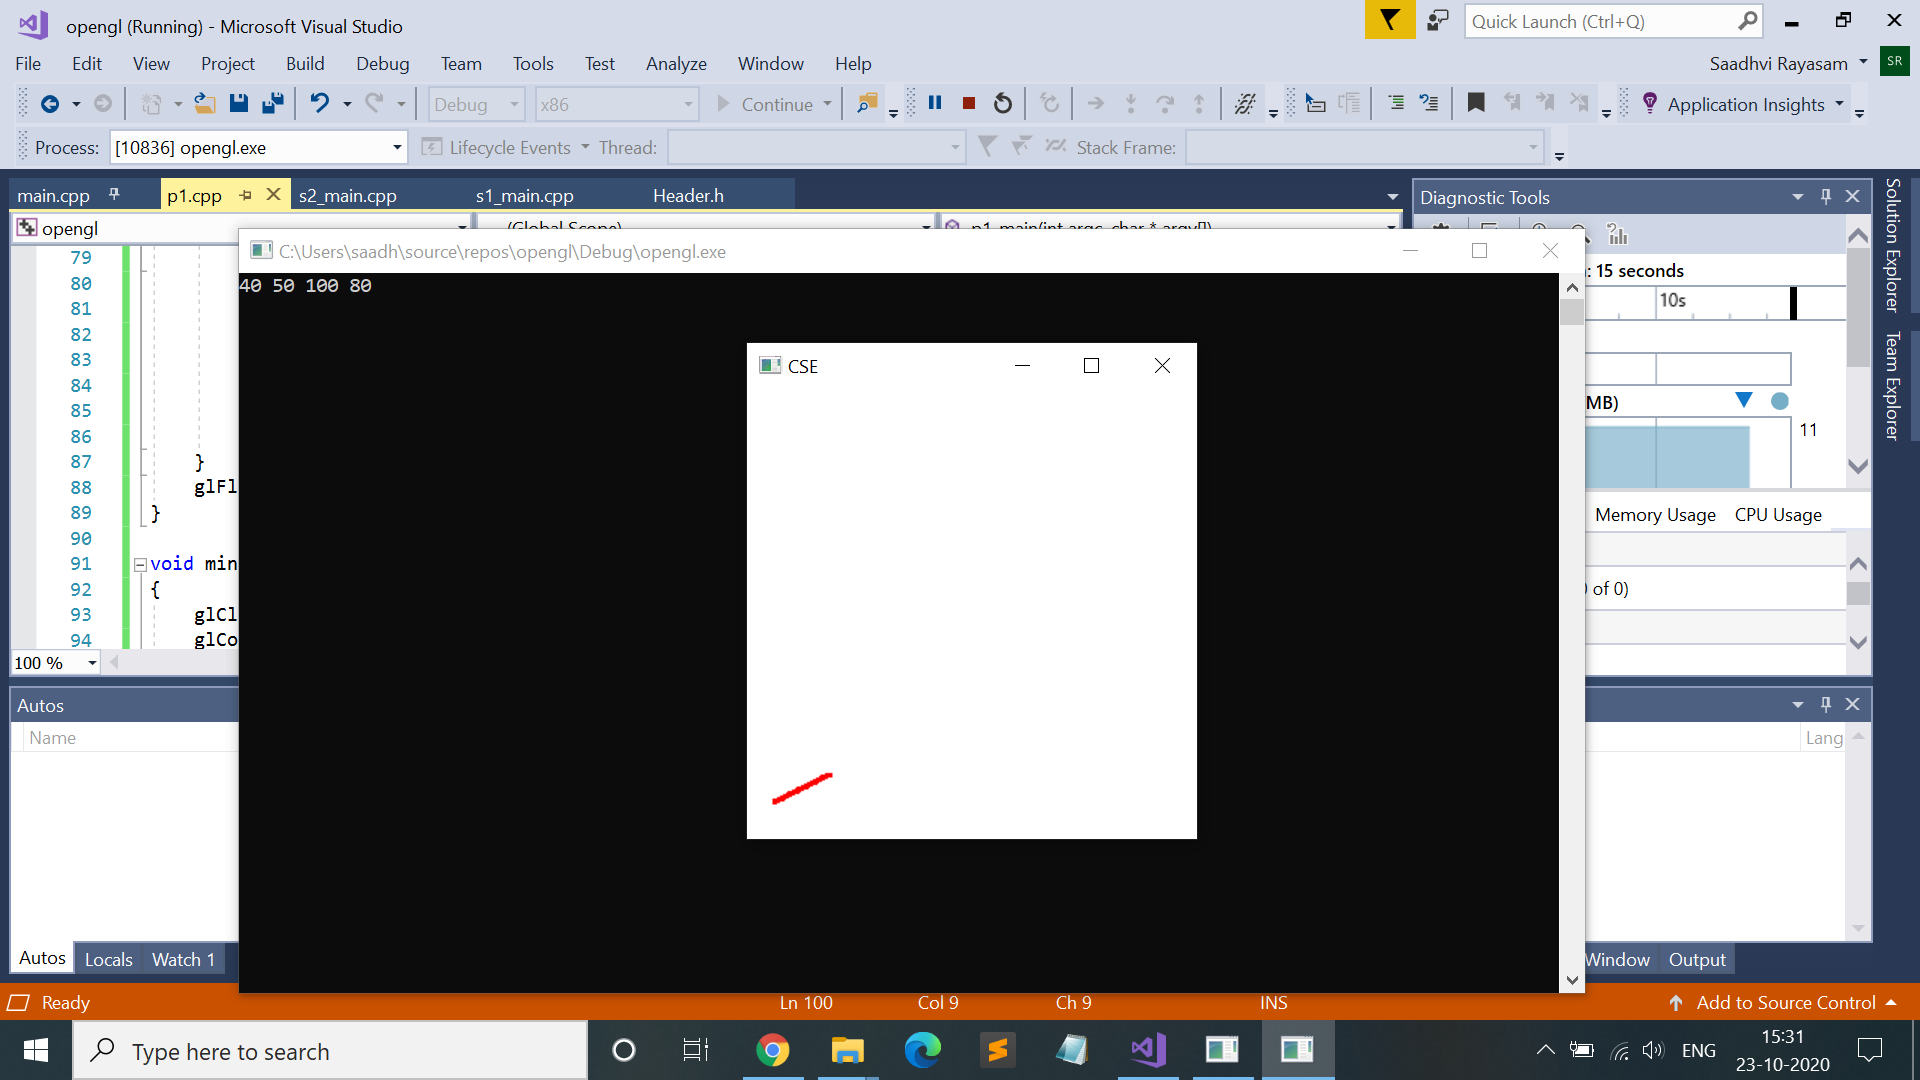 opengl (Running) - Microsoft Visual Studio
Quick Launch (Ctrl+Q)
File Edit View Project Build Debug Team Tools Test Analyze Window Help
Saadhvi Rayasam SR
Debug x86 Continue Application Insights
Process: [10836] opengl.exe Lifecycle Events Thread: Stack Frame:
main.cpp p1.cpp s2_main.cpp s1_main.cpp Header.h
Diagnostic Tools
Solution Explorer
Team Explorer
opengl (Global Scope) p1_main(int argc, char * argv[])
C:\Users\saadh\source\repos\opengl\Debug\opengl.exe
40 50 100 80
CSE
79
80
81
82
83
84
85
86
87 }
88 glFl
89 }
90
91 void min
92 {
93 glCl
94 glCo
100 %
: 15 seconds
10s
MB)
11
Memory Usage CPU Usage
of 0)
Autos
Name
Lang
Autos Locals Watch 1
Window Output
Ready Ln 100 Col 9 Ch 9 INS Add to Source Control
Type here to search
ENG
15:31
23-10-2020